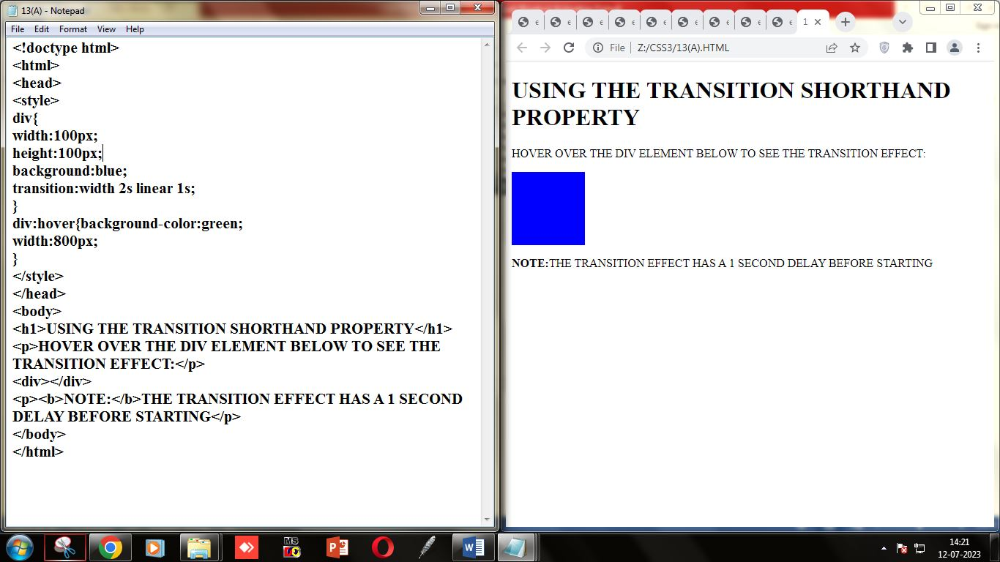 13(A) - Notepad
File Edit Format View Help
<!doctype html>
<html>
<head>
<style>
div{
width:100px;
height:100px;
background:blue;
transition:width 2s linear 1s;
}
div:hover{background-color:green;
width:800px;
}
</style>
</head>
<body>
<h1>USING THE TRANSITION SHORTHAND PROPERTY</h1>
<p>HOVER OVER THE DIV ELEMENT BELOW TO SEE THE
TRANSITION EFFECT:</p>
<div></div>
<p><b>NOTE:</b>THE TRANSITION EFFECT HAS A 1 SECOND
DELAY BEFORE STARTING</p>
</body>
</html>
e e e e e e e e e 1
File Z:/CSS3/13(A).HTML
USING THE TRANSITION SHORTHAND
PROPERTY
HOVER OVER THE DIV ELEMENT BELOW TO SEE THE TRANSITION EFFECT:
NOTE:THE TRANSITION EFFECT HAS A 1 SECOND DELAY BEFORE STARTING
MS
14:21
12-07-2023